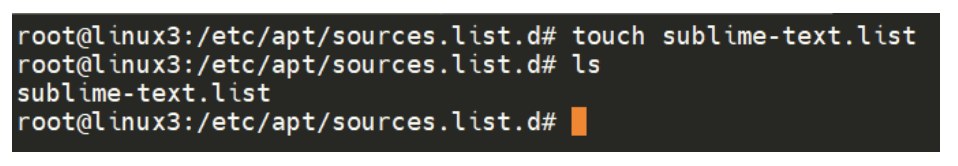 root@linux3:/etc/apt/sources.list.d# touch sublime-text.list
root@linux3:/etc/apt/sources.list.d# ls
sublime-text.list
root@linux3:/etc/apt/sources.list.d#